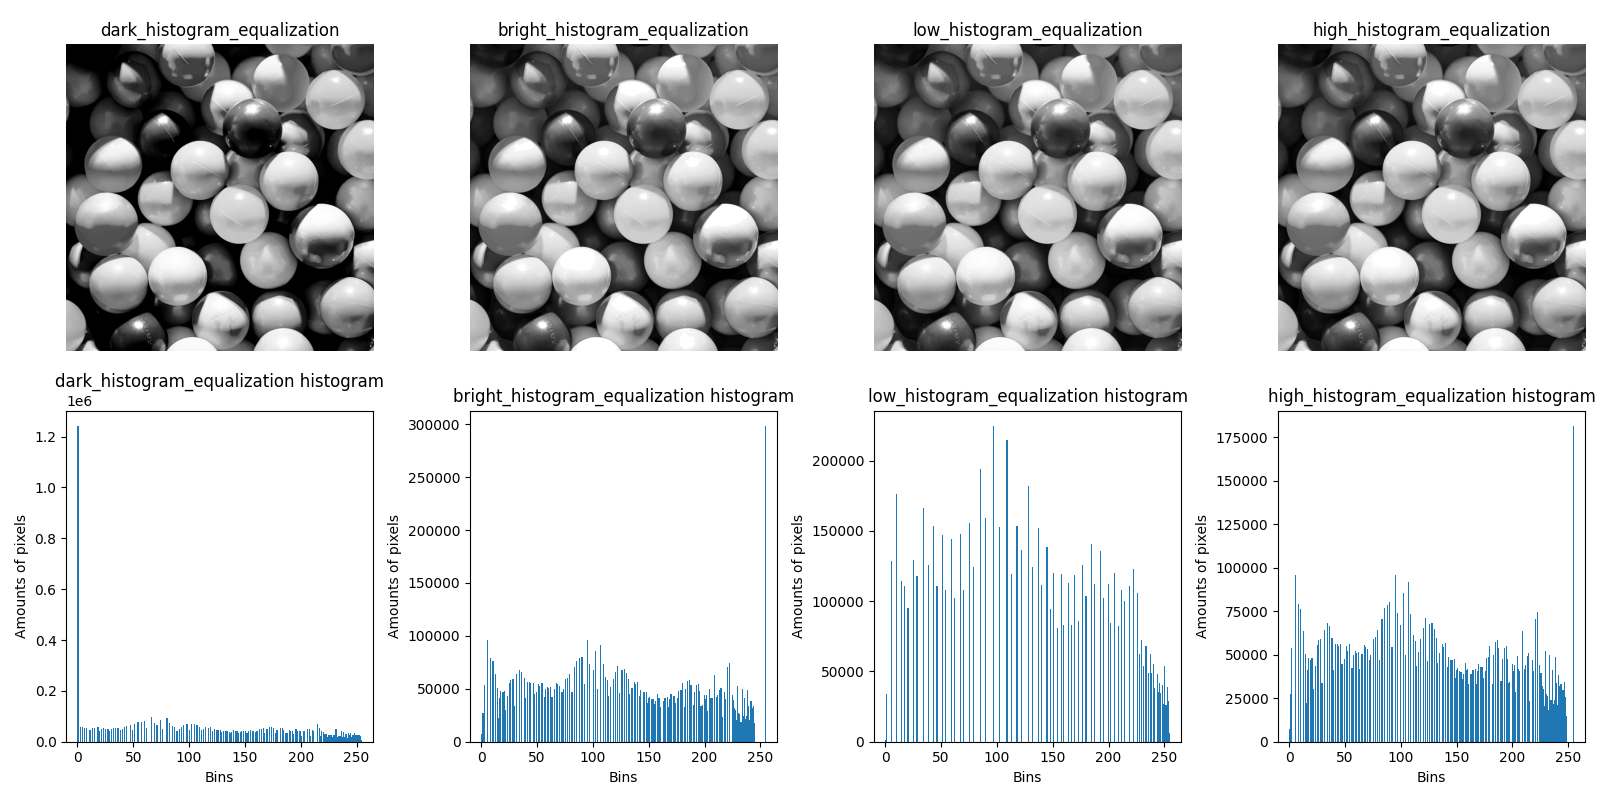 dark_histogram_equalization
bright_histogram_equalization
low_histogram_equalization
high_histogram_equalization
dark_histogram_equalization histogram
bright_histogram_equalization histogram
low_histogram_equalization histogram
high_histogram_equalization histogram
1e6
1.2
1.0
0.8
0.6
0.4
0.2
0.0
Amounts of pixels
0 50 100 150 200 250
Bins
300000
250000
200000
150000
100000
50000
0
Amounts of pixels
0 50 100 150 200 250
Bins
200000
150000
100000
50000
0
Amounts of pixels
0 50 100 150 200 250
Bins
175000
150000
125000
100000
75000
50000
25000
0
Amounts of pixels
0 50 100 150 200 250
Bins